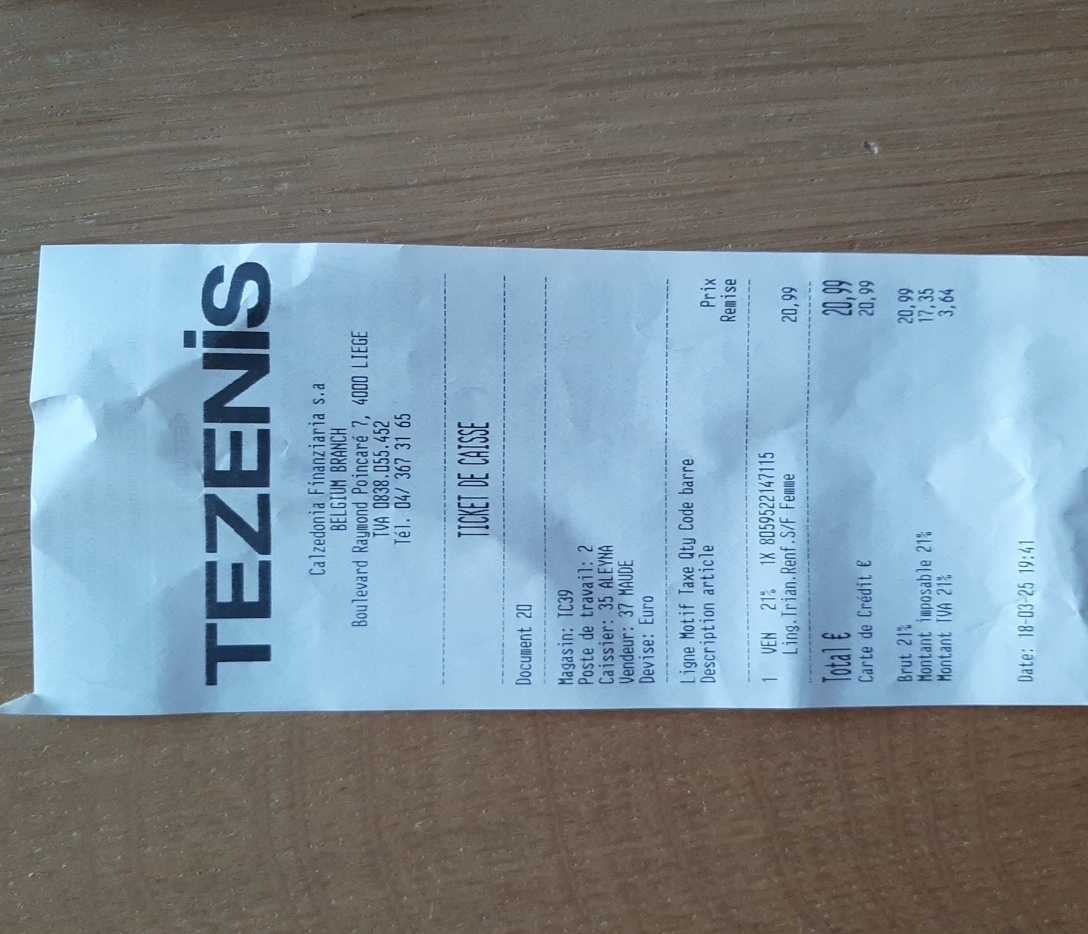 TEZENIS
Calzedonia Finanziaria s.a
BELGIUM BRANCH
Boulevard Raymond Poincaré 7, 4000 LIEGE
TVA 0838.055.452
Tél. 04/ 367 31 65
TICKET DE CAISSE
Document 20
Magasin: TC39
Poste de travail: 2
Caissier: 35 ALEYNA
Vendeur: 37 MAUDE
Devise: Euro
Ligne Motif Taxe Qty Code barre Prix
Description article Remise
1 VEN 21% 1X 8059522147115
Ling.Trian.Renf.S/F Femme 20,99
Total € 20,99
Carte de Crédit € 20,99
Brut 21% 20,99
Montant imposable 21% 17,35
Montant TVA 21% 3,64
Date: 18-03-25 19:41